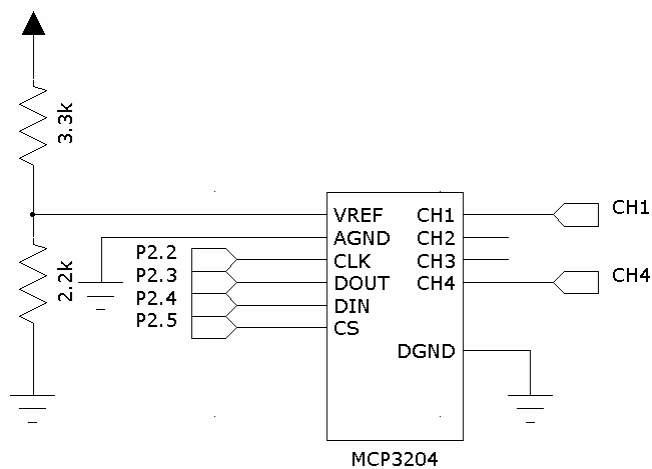 3.3k
2.2k
P2.2
P2.3
P2.4
P2.5
VREF
AGND
CLK
DOUT
DIN
CS
CH1
CH2
CH3
CH4
DGND
CH1
CH4
MCP3204